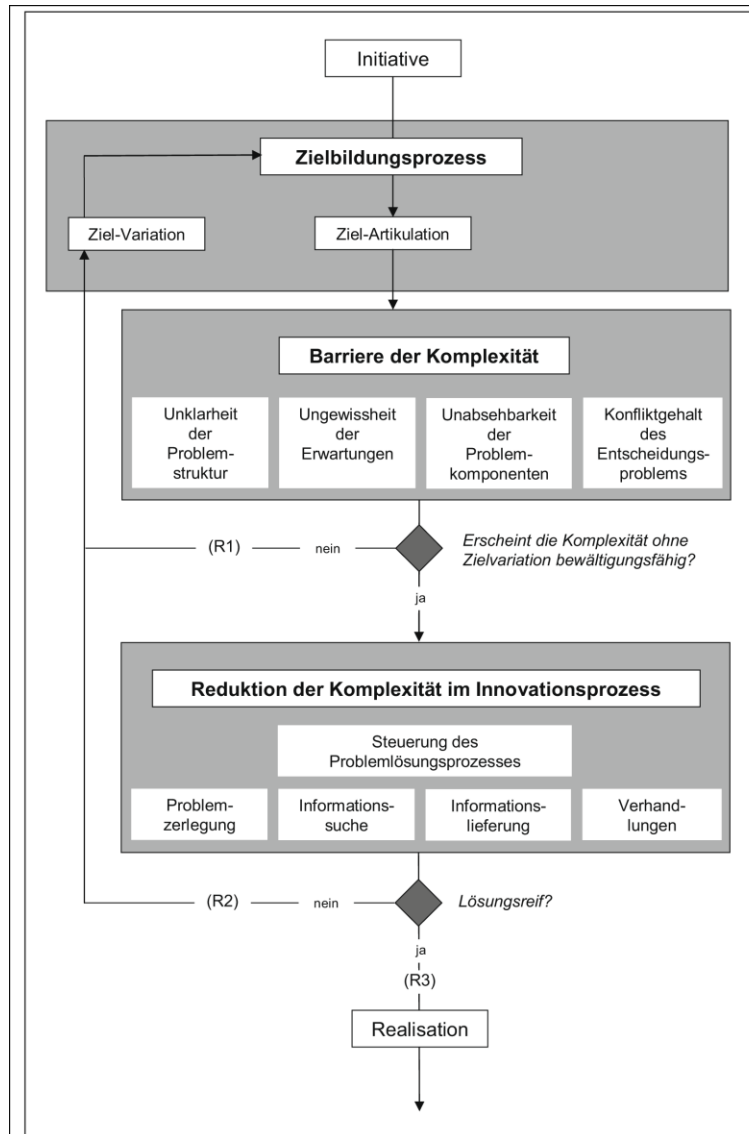 Initiative
Zielbildungsprozess
Ziel-Variation
Ziel-Artikulation
Barriere der Komplexität
Unklarheit
der
Problem-
struktur
Ungewissheit
der
Erwartungen
Unabsehbarkeit
der
Problem-
komponenten
Konfliktgehalt
des
Entscheidungs-
problems
(R1)
nein
Erscheint die Komplexität ohne
Zielvariation bewältigungsfähig?
ja
Reduktion der Komplexität im Innovationsprozess
Steuerung des
Problemlösungsprozesses
Problem-
zerlegung
Informations-
suche
Informations-
lieferung
Verhand-
lungen
(R2)
nein
Lösungsreif?
ja
(R3)
Realisation